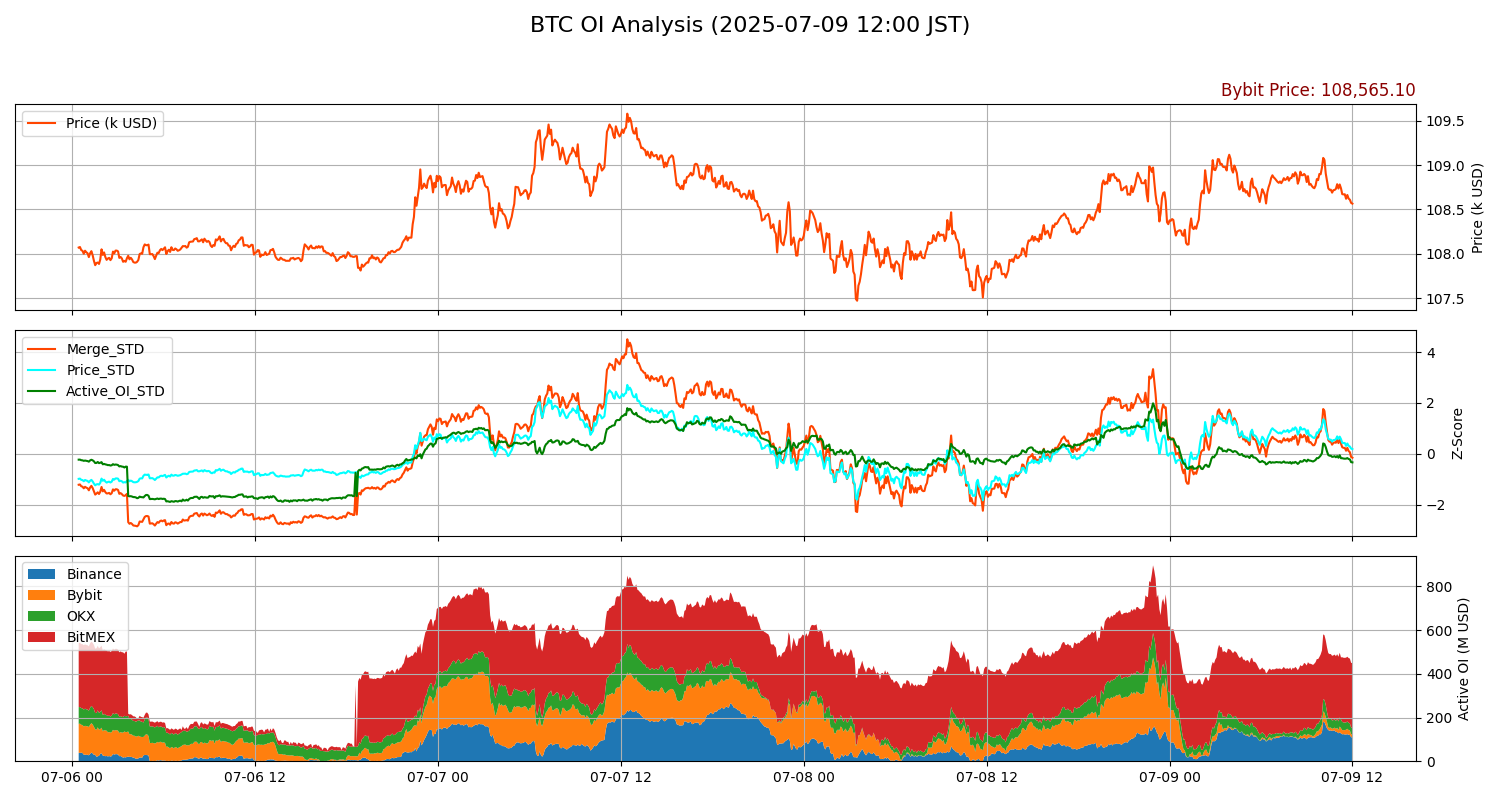 BTC OI Analysis (2025-07-09 12:00 JST)
Bybit Price: 108,565.10
Price (k USD)
109.5
109.0
108.5
108.0
107.5
Price (k USD)
Merge_STD
Price_STD
Active_OI_STD
4
2
0
−2
Z-Score
Binance
Bybit
OKX
BitMEX
800
600
400
200
0
Active OI (M USD)
07-06 00
07-06 12
07-07 00
07-07 12
07-08 00
07-08 12
07-09 00
07-09 12